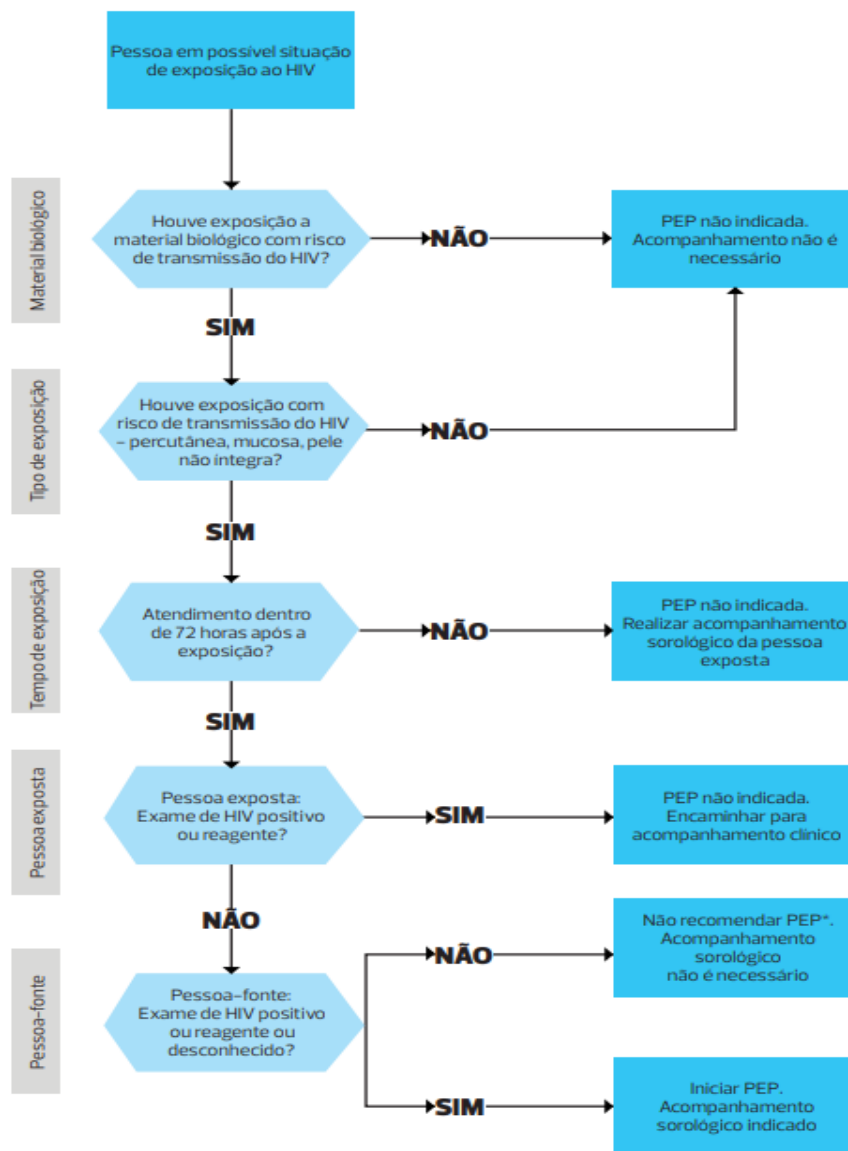 Pessoa em possível situação
de exposição ao HIV
Material biológico
Houve exposição a
material biológico com risco
de transmissão do HIV?
NÃO
PEP não indicada.
Acompanhamento não é
necessário
SIM
Tipo de exposição
Houve exposição com
risco de transmissão do HIV
– percutânea, mucosa, pele
não íntegra?
NÃO
SIM
Tempo de exposição
Atendimento dentro
de 72 horas após a
exposição?
NÃO
PEP não indicada.
Realizar acompanhamento
sorológico da pessoa
exposta
SIM
Pessoa exposta
Pessoa exposta:
Exame de HIV positivo
ou reagente?
SIM
PEP não indicada.
Encaminhar para
acompanhamento clínico
NÃO
Pessoa-fonte
Pessoa-fonte:
Exame de HIV positivo
ou reagente ou
desconhecido?
NÃO
Não recomendar PEP*.
Acompanhamento
sorológico
não é necessário
SIM
Iniciar PEP.
Acompanhamento
sorológico indicado